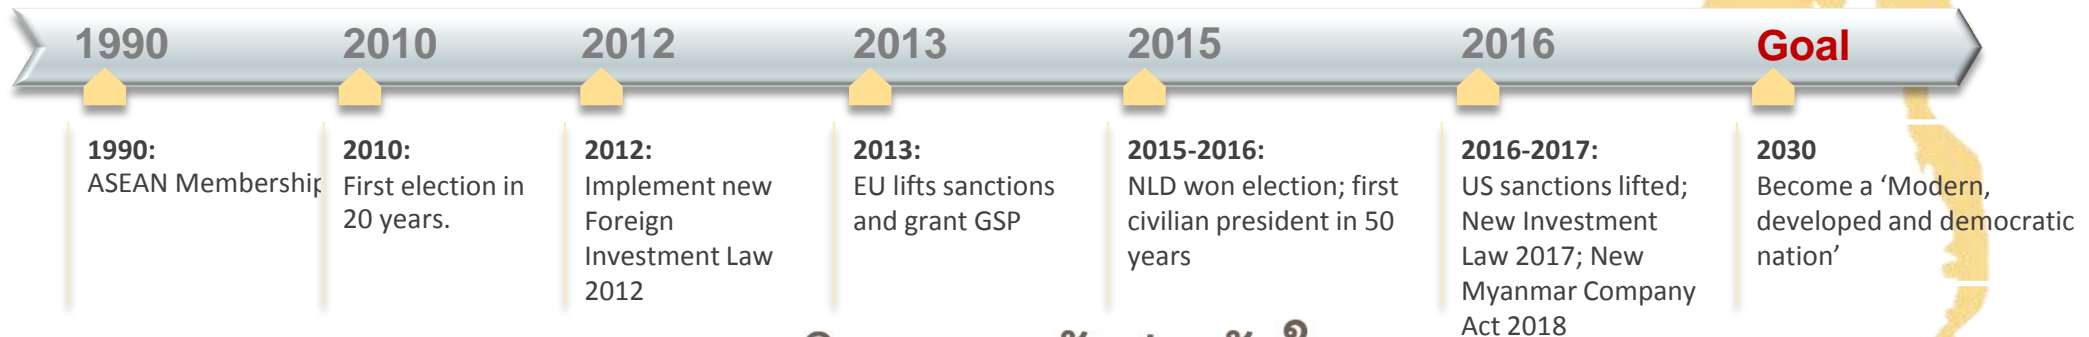 1990 2010 2012 2013 2015 2016 Goal
1990:
ASEAN Membership
2010:
First election in
20 years.
2012:
Implement new
Foreign
Investment Law
2012
2013:
EU lifts sanctions
and grant GSP
2015-2016:
NLD won election; first
civilian president in 50
years
2016-2017:
US sanctions lifted;
New Investment
Law 2017; New
Myanmar Company
Act 2018
2030
Become a ‘Modern,
developed and democratic
nation’